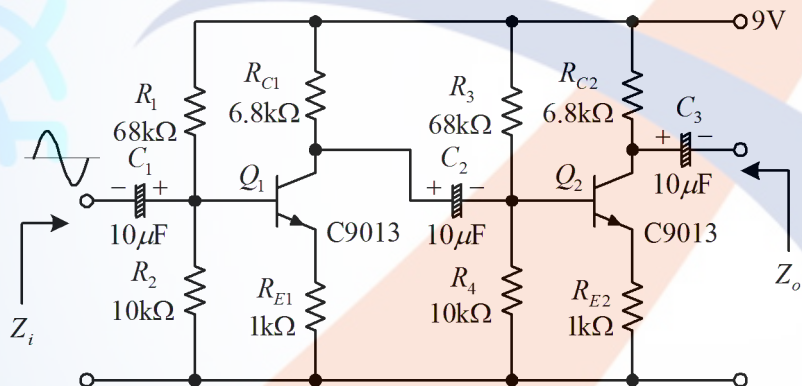 9V
R1
68kΩ
RC1
6.8kΩ
R3
68kΩ
RC2
6.8kΩ
C3
+ −
10μF
C1
− +
10μF
Q1
C9013
C2
+ −
10μF
Q2
C9013
R2
10kΩ
RE1
1kΩ
R4
10kΩ
RE2
1kΩ
Zi
Zo